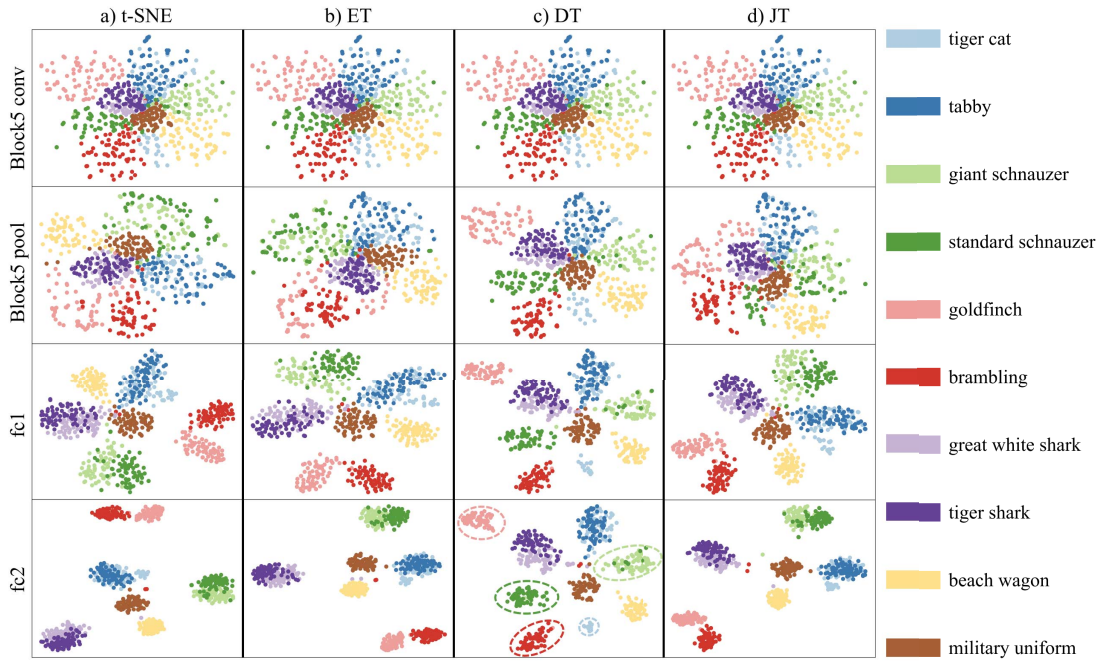 a) t-SNE
b) ET
c) DT
d) JT
Block5 conv
Block5 pool
fc1
fc2
tiger cat
tabby
giant schnauzer
standard schnauzer
goldfinch
brambling
great white shark
tiger shark
beach wagon
military uniform